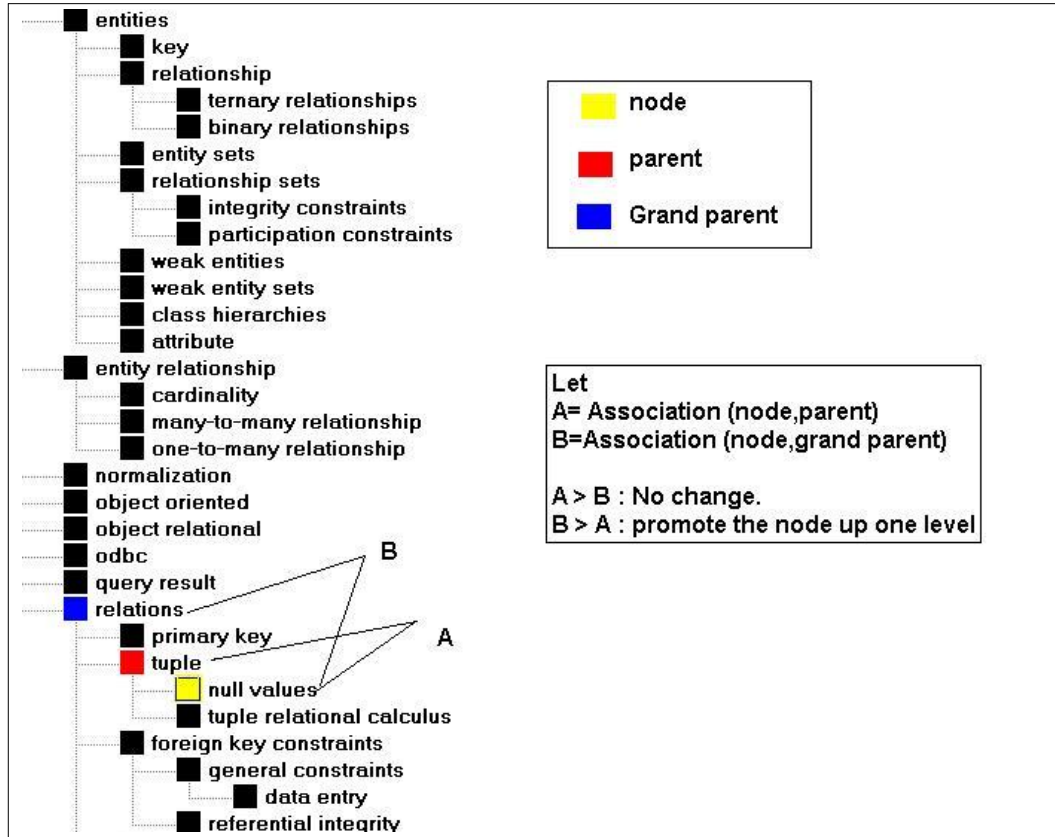 entities
key
relationship
ternary relationships
binary relationships
entity sets
relationship sets
integrity constraints
participation constraints
weak entities
weak entity sets
class hierarchies
attribute
entity relationship
cardinality
many-to-many relationship
one-to-many relationship
normalization
object oriented
object relational
odbc
query result
relations
primary key
tuple
null values
tuple relational calculus
foreign key constraints
general constraints
data entry
referential integrity
B
A
node
parent
Grand parent
Let
A= Association (node,parent)
B=Association (node,grand parent)
A > B : No change.
B > A : promote the node up one level